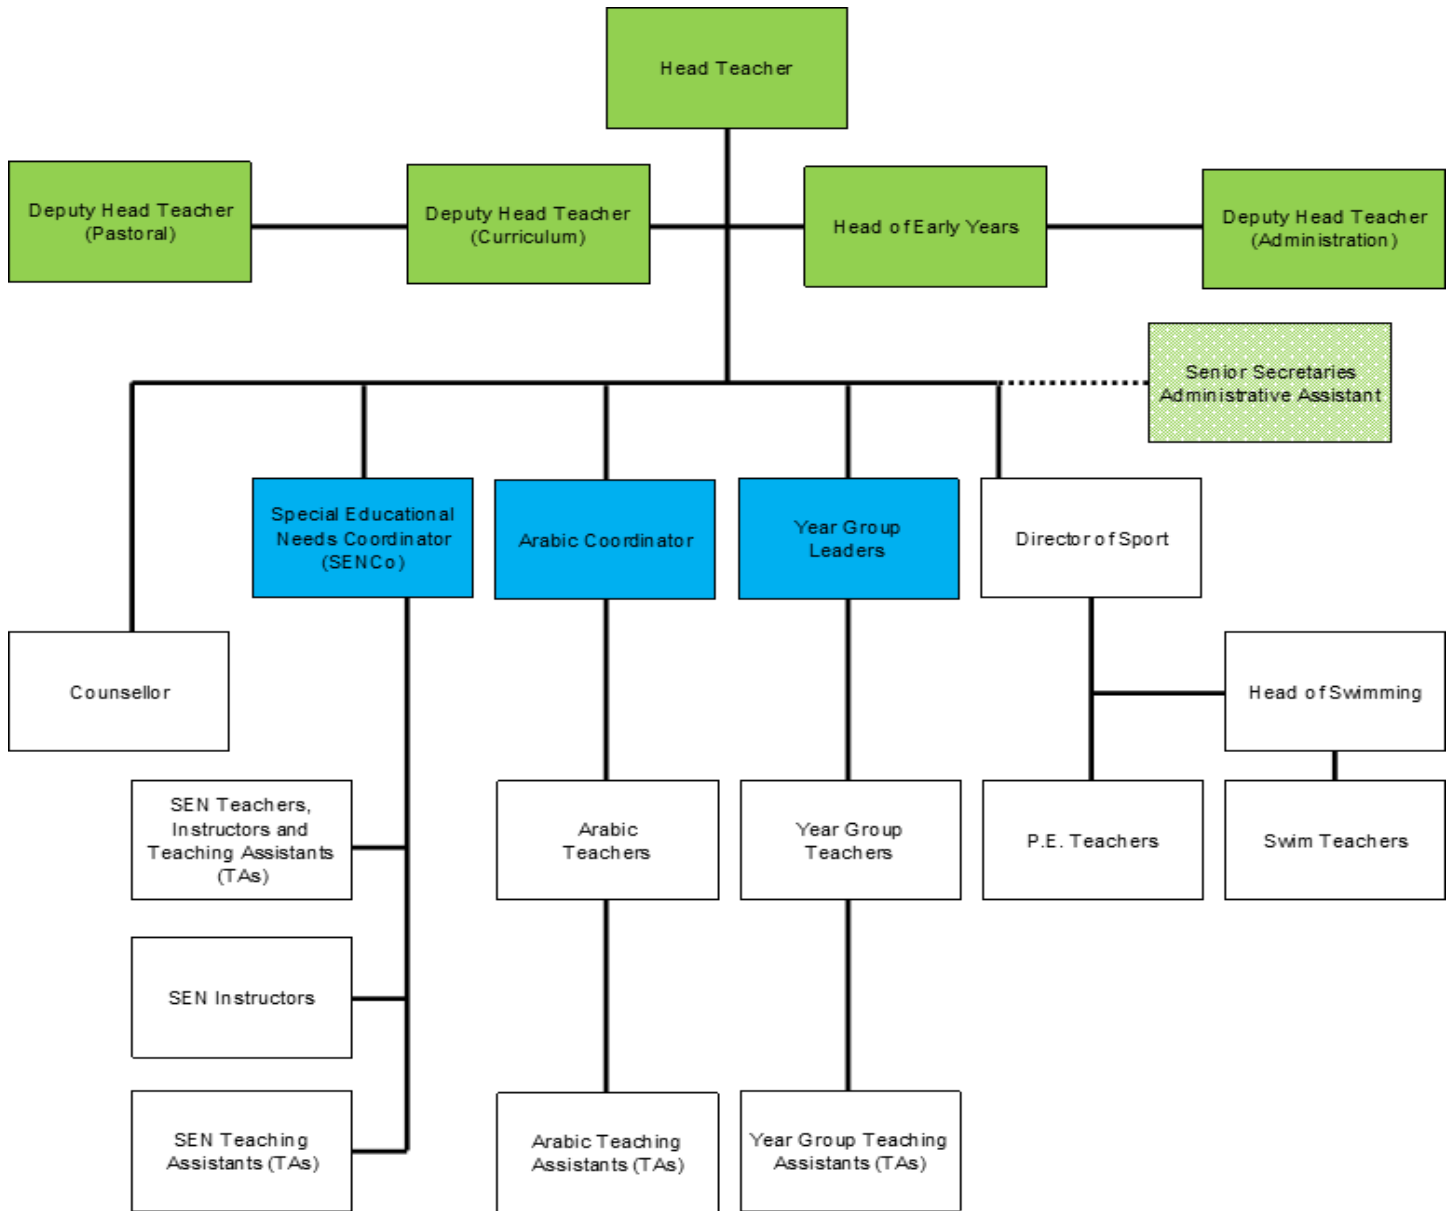 Head Teacher
Deputy Head Teacher
(Pastoral)
Deputy Head Teacher
(Curriculum)
Head of Early Years
Deputy Head Teacher
(Administration)
Senior Secretaries
Administrative Assistant
Special Educational
Needs Coordinator
(SENCo)
Arabic Coordinator
Year Group
Leaders
Director of Sport
Counsellor
Head of Swimming
SEN Teachers,
Instructors and
Teaching Assistants
(TAs)
Arabic
Teachers
Year Group
Teachers
P.E. Teachers
Swim Teachers
SEN Instructors
SEN Teaching
Assistants (TAs)
Arabic Teaching
Assistants (TAs)
Year Group Teaching
Assistants (TAs)